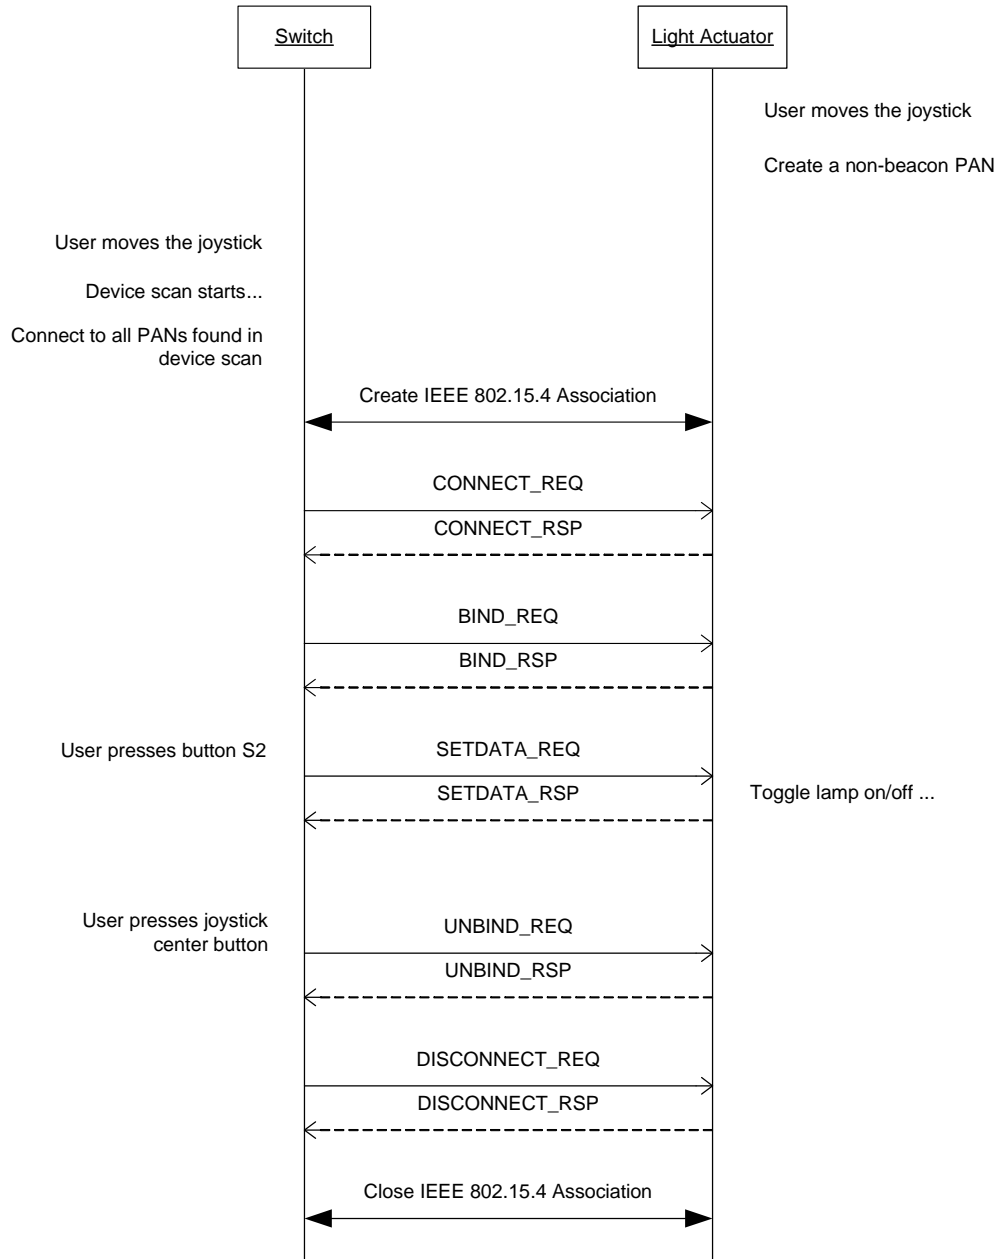 Switch
Light Actuator
User moves the joystick
Create a non-beacon PAN
User moves the joystick
Device scan starts...
Connect to all PANs found in
device scan
Create IEEE 802.15.4 Association
CONNECT_REQ
CONNECT_RSP
BIND_REQ
BIND_RSP
User presses button S2
SETDATA_REQ
SETDATA_RSP
Toggle lamp on/off ...
User presses joystick
center button
UNBIND_REQ
UNBIND_RSP
DISCONNECT_REQ
DISCONNECT_RSP
Close IEEE 802.15.4 Association